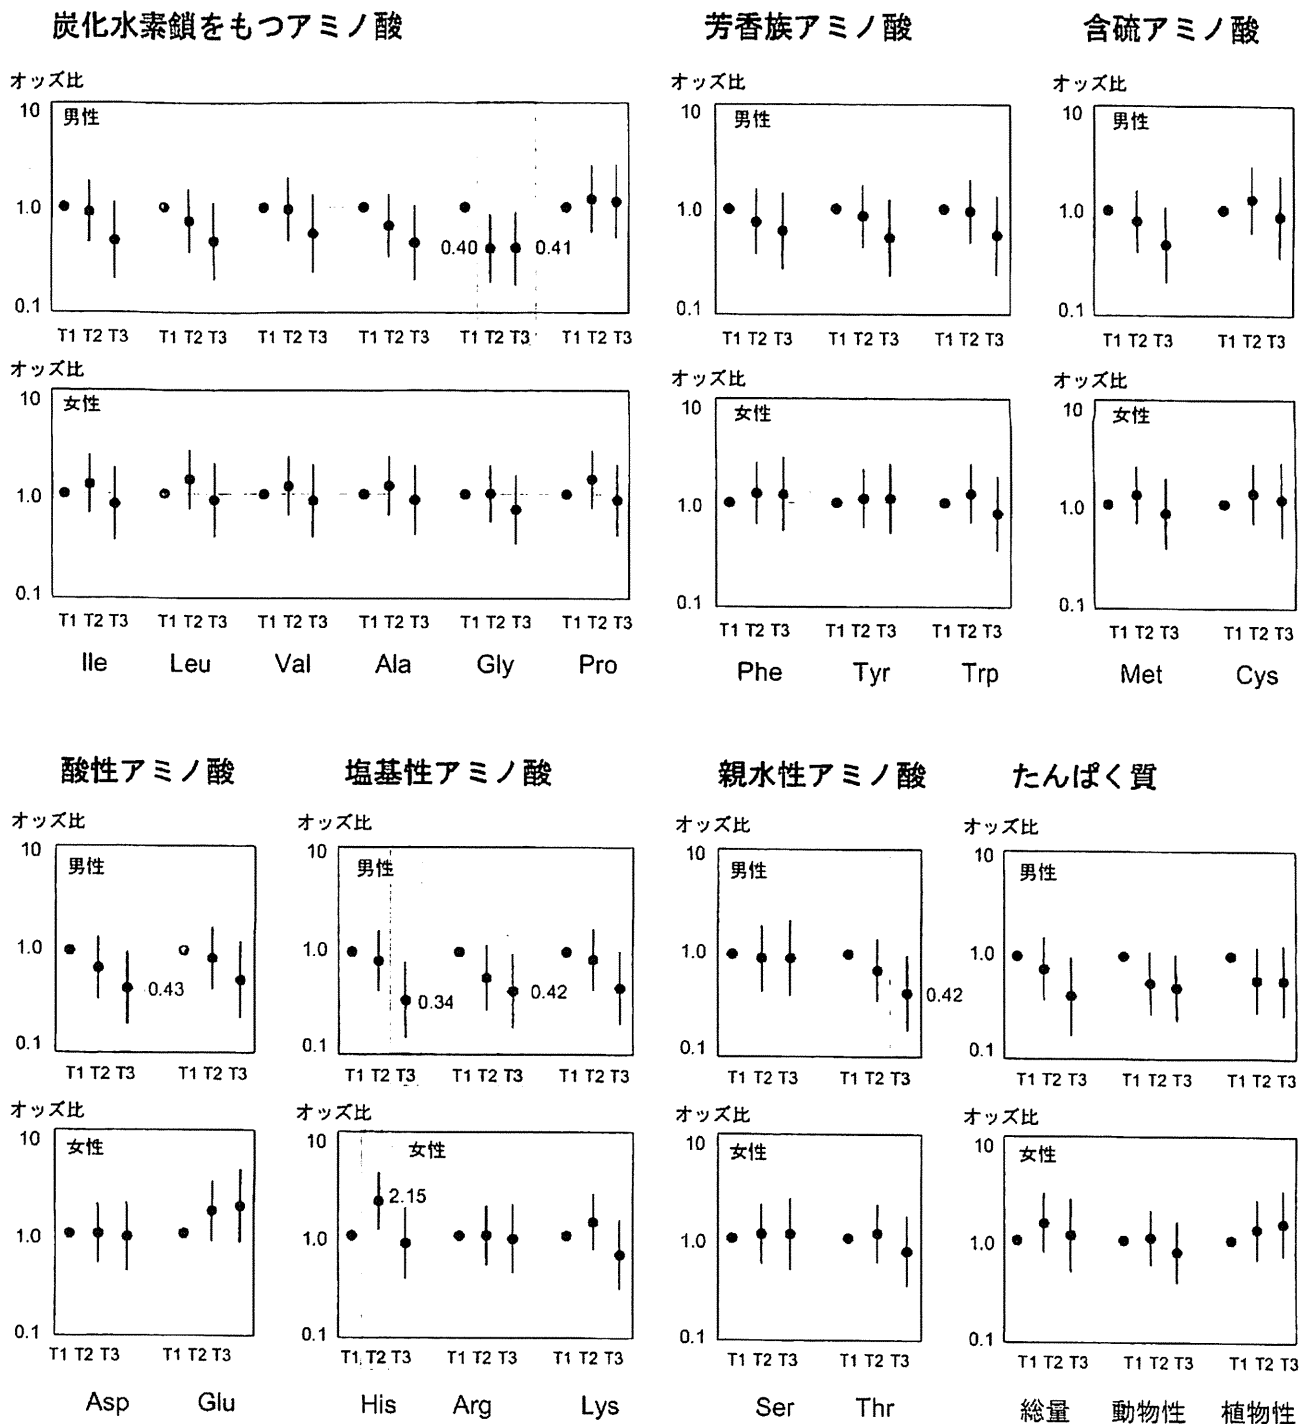 炭化水素鎖をもつアミノ酸
オッズ比
10
男性
1.0
0.40
0.41
0.1
T1 T2 T3 T1 T2 T3 T1 T2 T3 T1 T2 T3 T1 T2 T3 T1 T2 T3
オッズ比
10
女性
1.0
0.1
T1 T2 T3 T1 T2 T3 T1 T2 T3 T1 T2 T3 T1 T2 T3 T1 T2 T3
Ile Leu Val Ala Gly Pro
芳香族アミノ酸
オッズ比
10
男性
1.0
0.1
T1 T2 T3 T1 T2 T3 T1 T2 T3
オッズ比
10
女性
1.0
0.1
T1 T2 T3 T1 T2 T3 T1 T2 T3
Phe Tyr Trp
含硫アミノ酸
オッズ比
10
男性
1.0
0.1
T1 T2 T3 T1 T2 T3
オッズ比
10
女性
1.0
0.1
T1 T2 T3 T1 T2 T3
Met Cys
酸性アミノ酸
オッズ比
10
男性
1.0
0.43
0.1
T1 T2 T3 T1 T2 T3
オッズ比
10
女性
1.0
0.1
T1 T2 T3 T1 T2 T3
Asp Glu
塩基性アミノ酸
オッズ比
10
男性
1.0
0.34
0.42
0.1
T1 T2 T3 T1 T2 T3 T1 T2 T3
オッズ比
10
女性
2.15
1.0
0.1
T1 T2 T3 T1 T2 T3 T1 T2 T3
His Arg Lys
親水性アミノ酸
オッズ比
10
男性
1.0
0.42
0.1
T1 T2 T3 T1 T2 T3
オッズ比
10
女性
1.0
0.1
T1 T2 T3 T1 T2 T3
Ser Thr
たんぱく質
オッズ比
10
男性
1.0
0.1
T1 T2 T3 T1 T2 T3 T1 T2 T3
オッズ比
10
女性
1.0
0.1
T1 T2 T3 T1 T2 T3 T1 T2 T3
総量 動物性 植物性